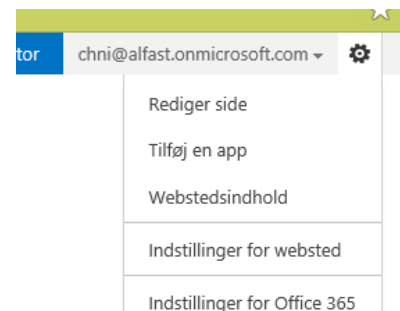 tor chni@alfast.onmicrosoft.com
Rediger side
Tilføj en app
Webstedsindhold
Indstillinger for websted
Indstillinger for Office 365